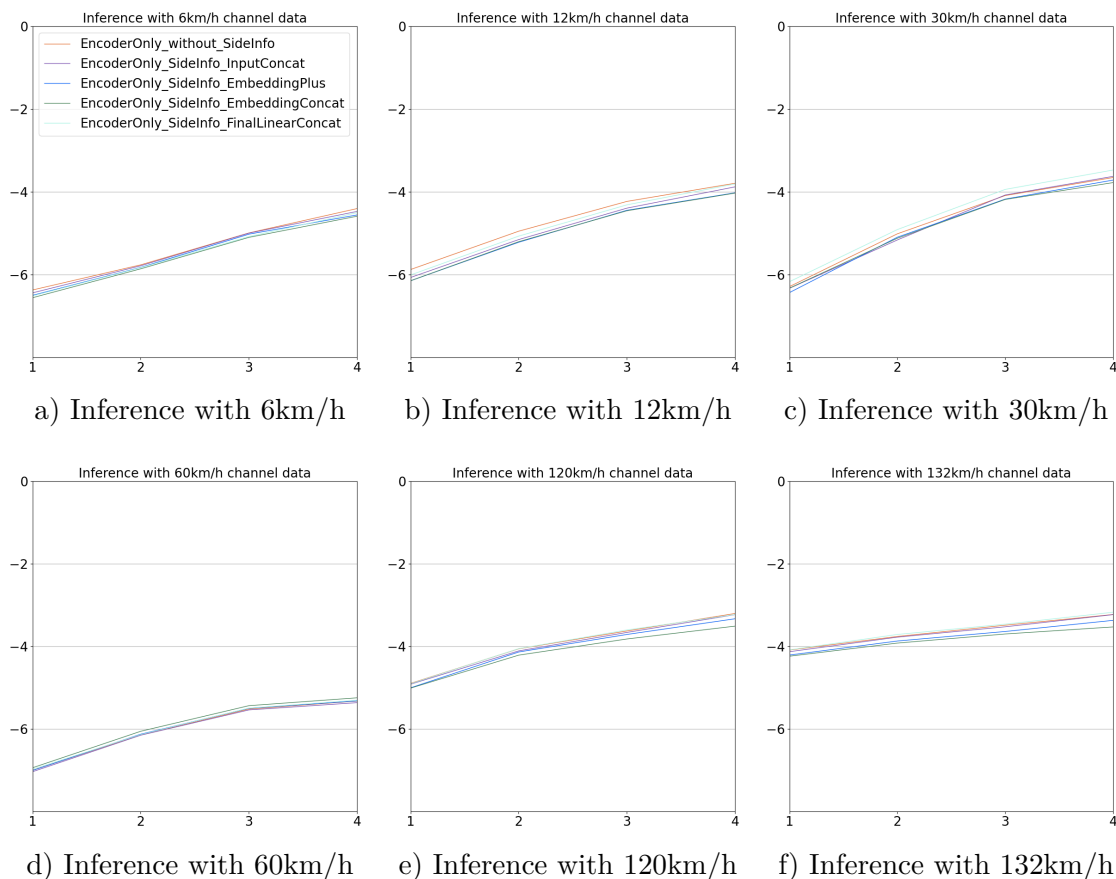 Inference with 6km/h channel data
0
−2
−4
−6
EncoderOnly_without_SideInfo
EncoderOnly_SideInfo_InputConcat
EncoderOnly_SideInfo_EmbeddingPlus
EncoderOnly_SideInfo_EmbeddingConcat
EncoderOnly_SideInfo_FinalLinearConcat
1 2 3 4
a) Inference with 6km/h
Inference with 12km/h channel data
0
−2
−4
−6
1 2 3 4
b) Inference with 12km/h
Inference with 30km/h channel data
0
−2
−4
−6
1 2 3 4
c) Inference with 30km/h
Inference with 60km/h channel data
0
−2
−4
−6
1 2 3 4
d) Inference with 60km/h
Inference with 120km/h channel data
0
−2
−4
−6
1 2 3 4
e) Inference with 120km/h
Inference with 132km/h channel data
0
−2
−4
−6
1 2 3 4
f) Inference with 132km/h